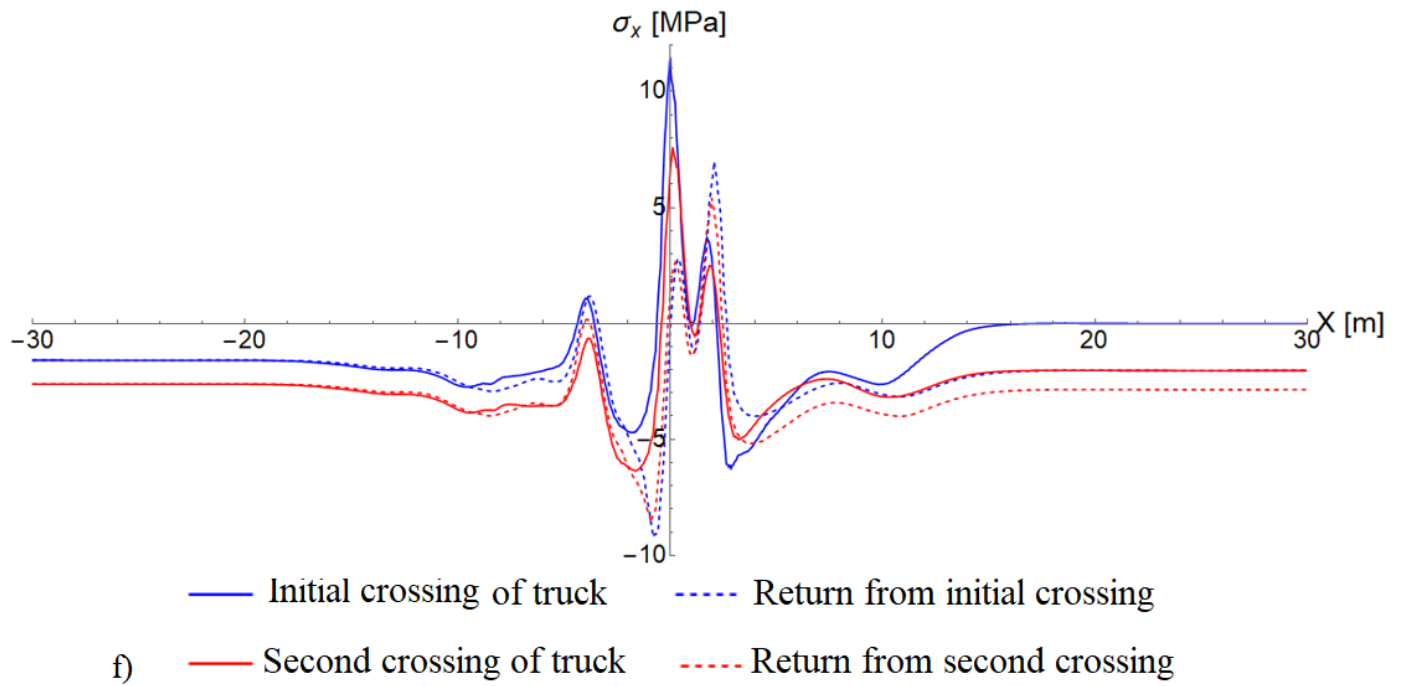 σx [MPa]
10
5
−30 −20 −10 10 20 30 X [m]
−5
−10
Initial crossing of truck Return from initial crossing
f) Second crossing of truck Return from second crossing